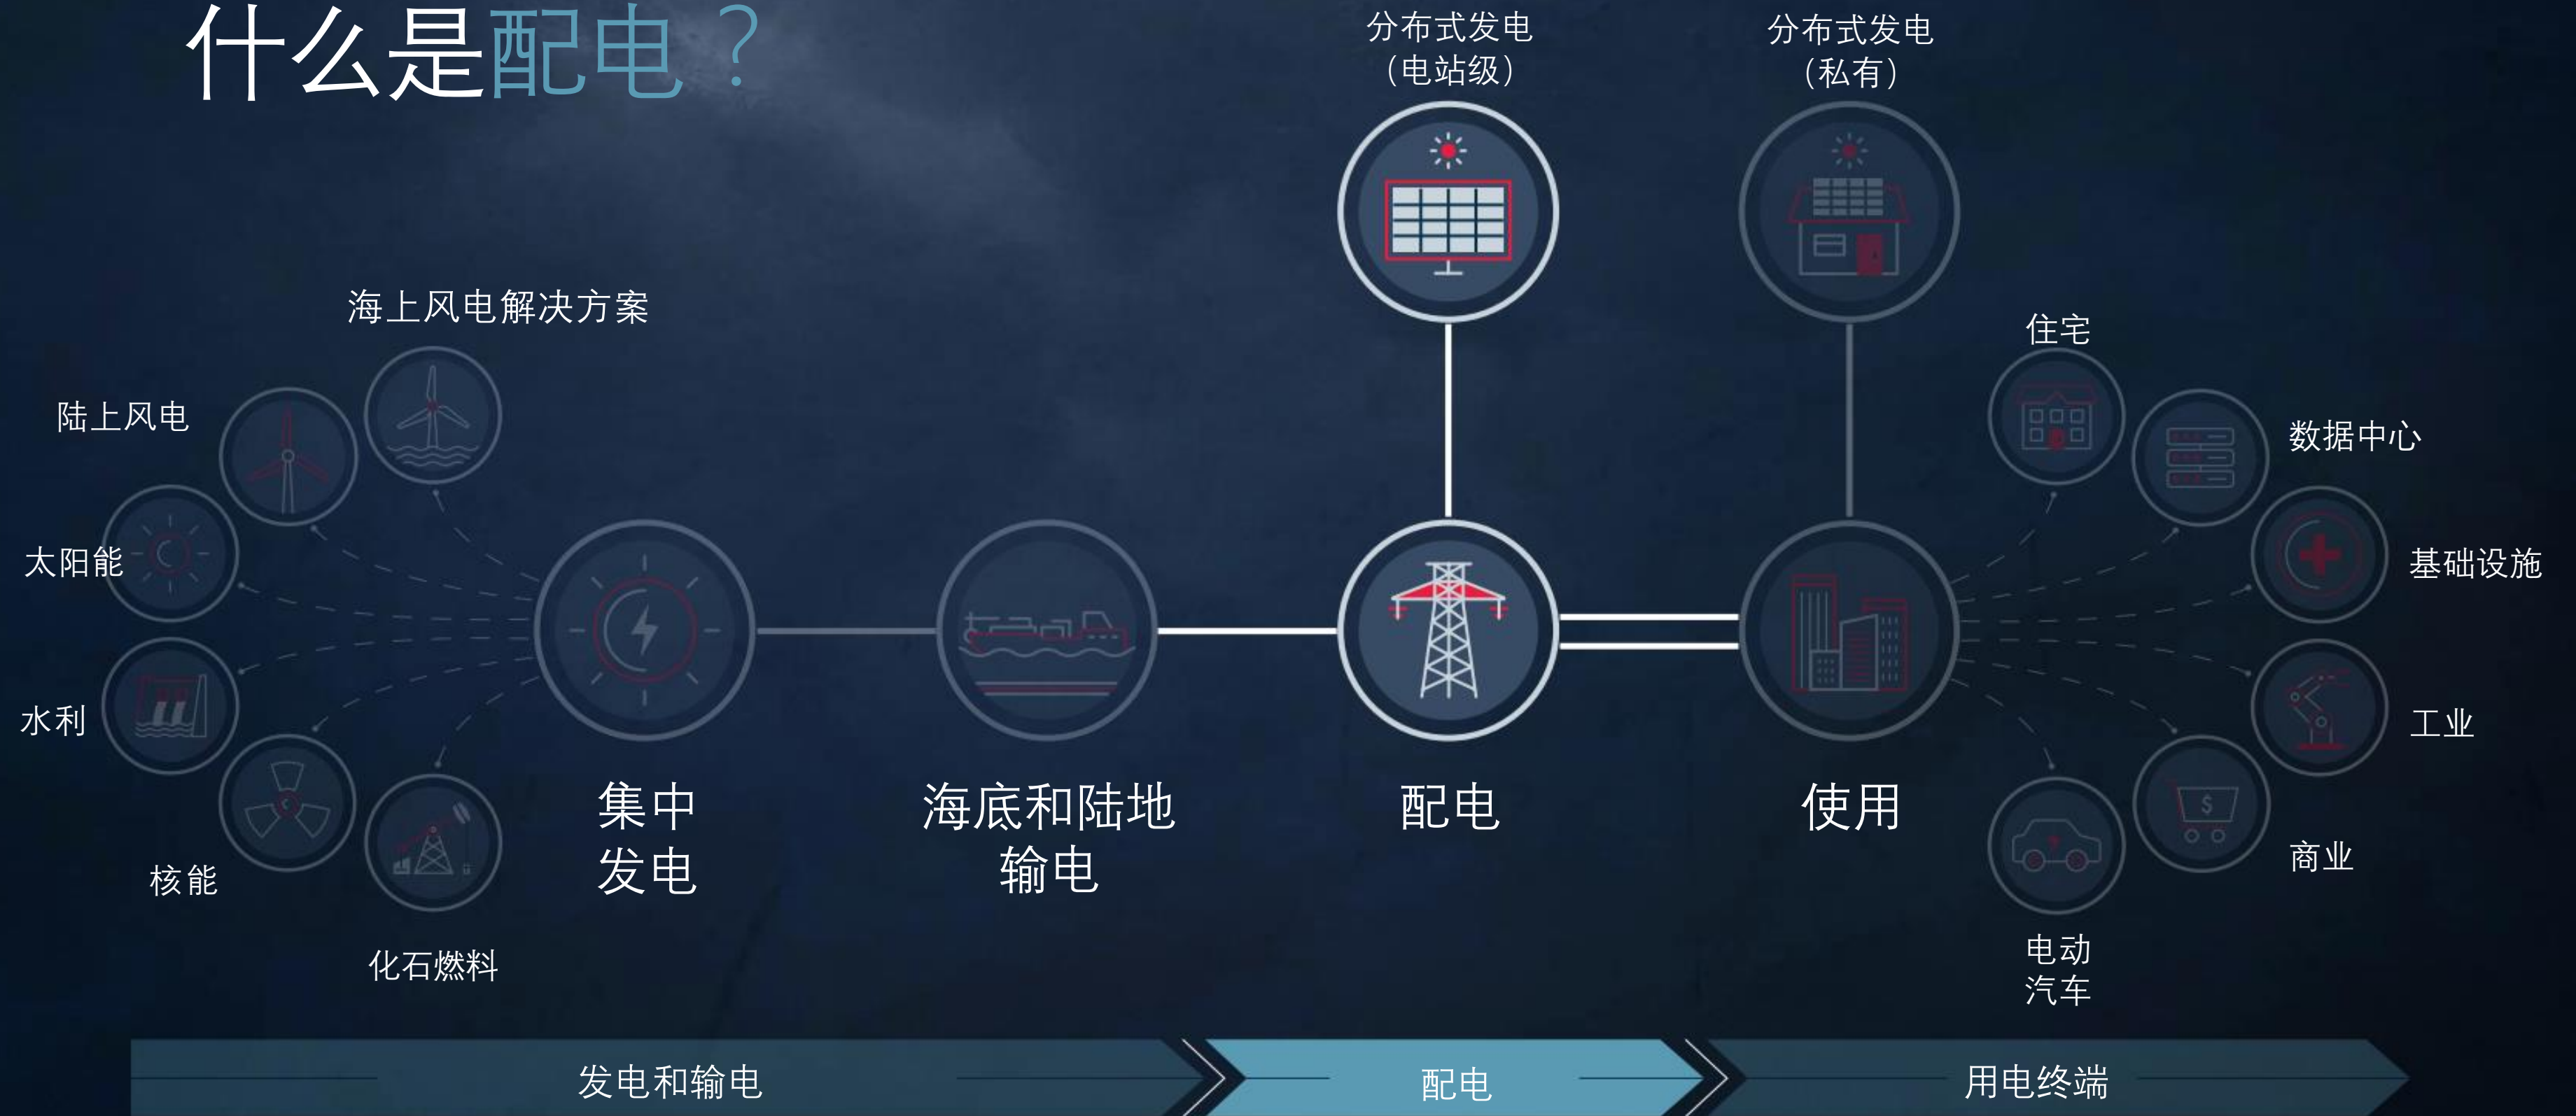 什么是配电？
分布式发电
（电站级）
分布式发电
（私有）
海上风电解决方案
陆上风电
太阳能
水利
核能
化石燃料
集中
发电
海底和陆地
输电
配电
使用
住宅
数据中心
基础设施
工业
商业
$
电动
汽车
发电和输电
配电
用电终端